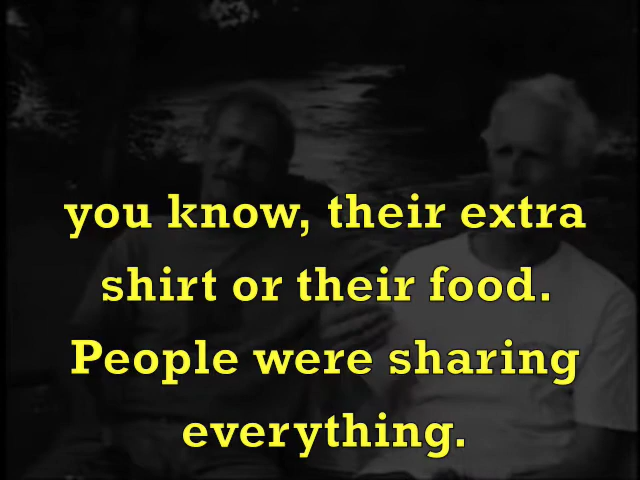 you know, their extra
shirt or their food.
People were sharing
everything.